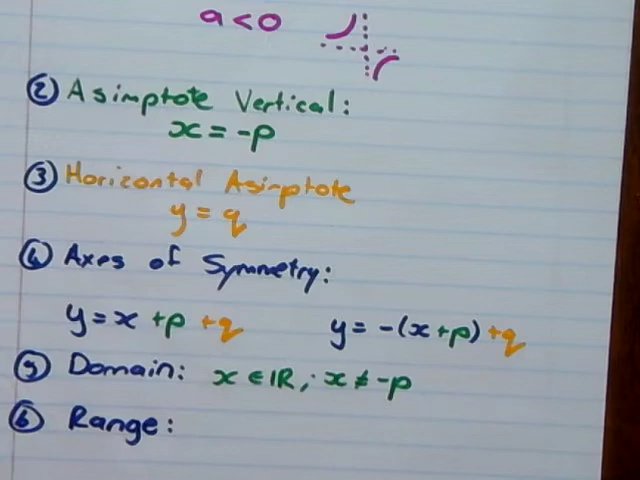 a < 0
② Asimptote Vertical:
x = -p
③ Horizontal Asimptote
y = q
④ Axes of Symmetry:
y = x + p + q y = -(x + p) + q
⑤ Domain: x ∈ ℝ; x ≠ -p
⑥ Range: